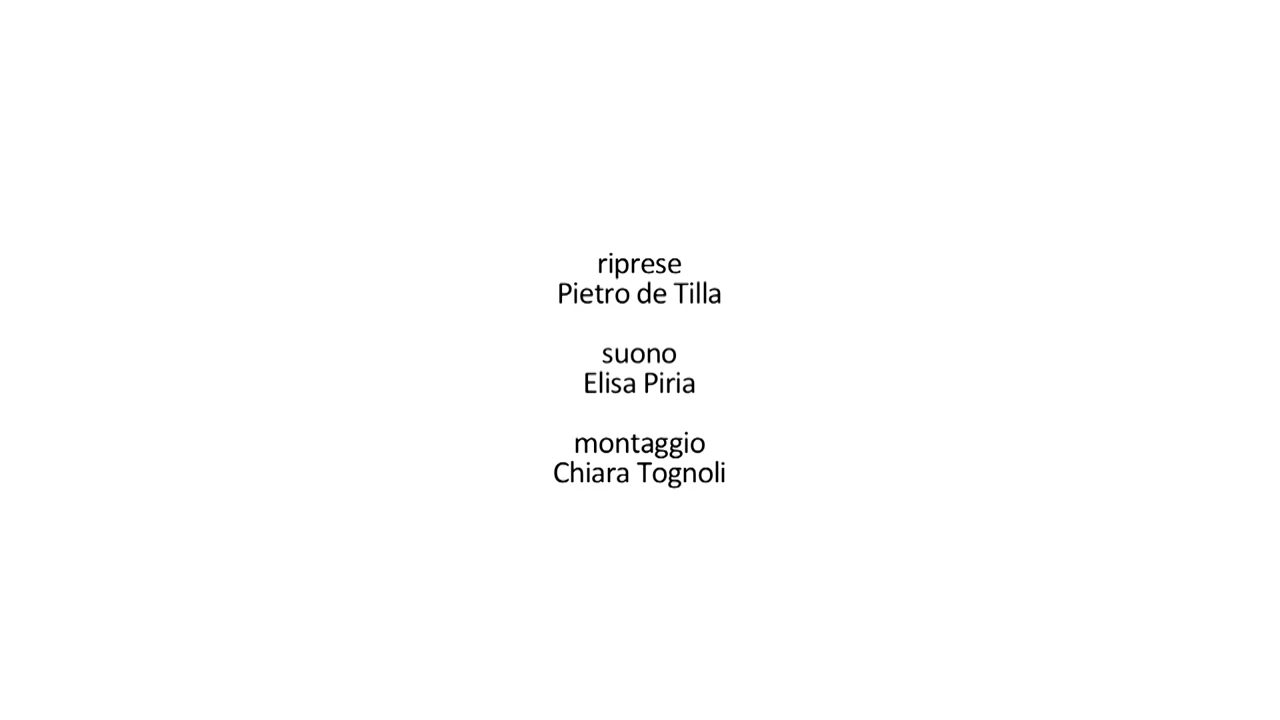 riprese
Pietro de Tilla
suono
Elisa Piria
montaggio
Chiara Tognoli